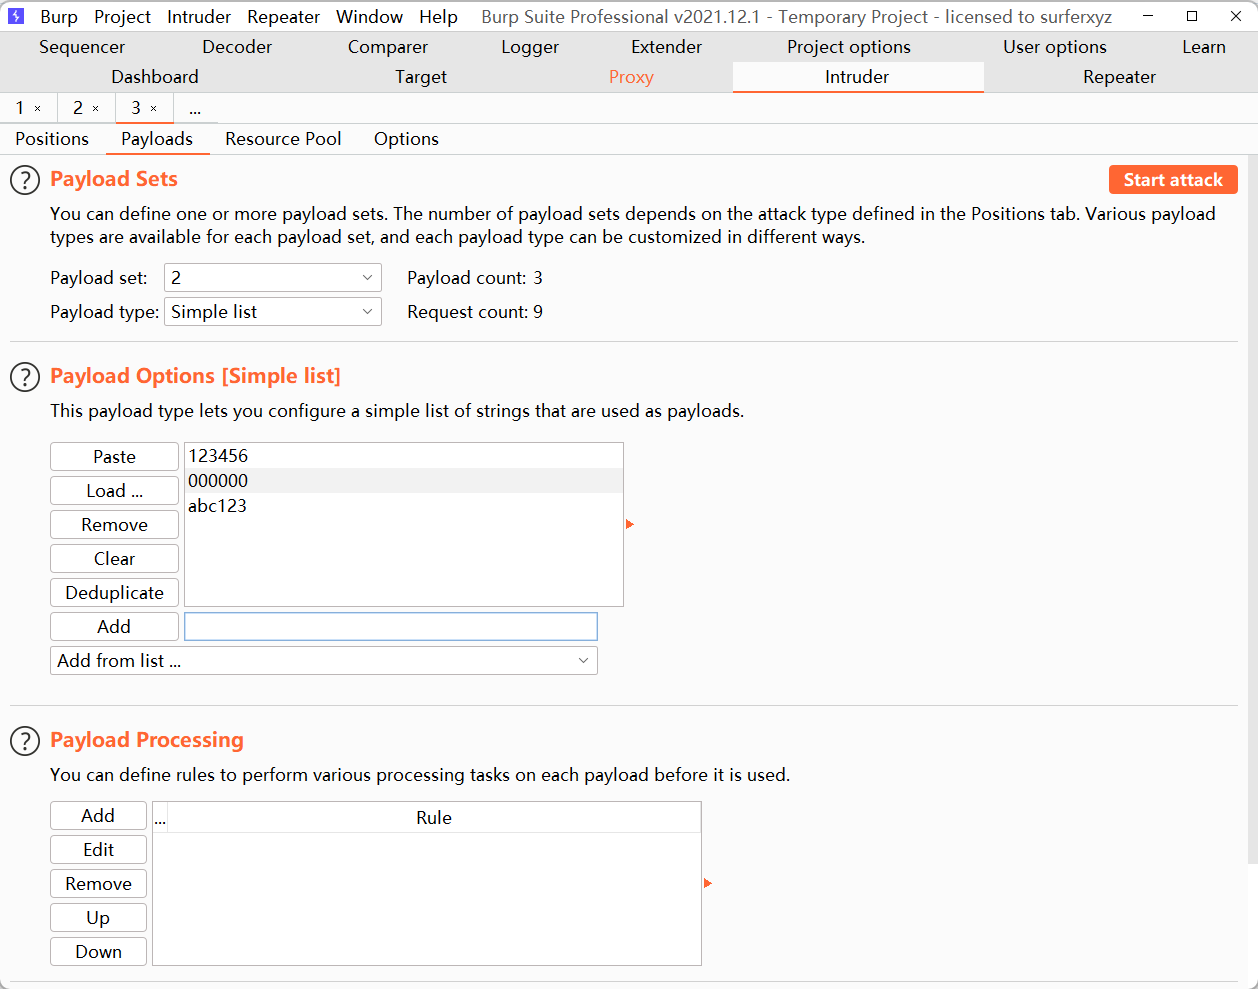 Burp Project Intruder Repeater Window Help Burp Suite Professional v2021.12.1 - Temporary Project - licensed to surferxyz
Sequencer Decoder Comparer Logger Extender Project options User options Learn
Dashboard Target Proxy Intruder Repeater
1 × 2 × 3 × ...
Positions Payloads Resource Pool Options
? Payload Sets Start attack
You can define one or more payload sets. The number of payload sets depends on the attack type defined in the Positions tab. Various payload
types are available for each payload set, and each payload type can be customized in different ways.
Payload set: 2 Payload count: 3
Payload type: Simple list Request count: 9
? Payload Options [Simple list]
This payload type lets you configure a simple list of strings that are used as payloads.
Paste 123456
Load ... 000000
Remove abc123
Clear
Deduplicate
Add
Add from list ...
? Payload Processing
You can define rules to perform various processing tasks on each payload before it is used.
Add ... Rule
Edit
Remove
Up
Down